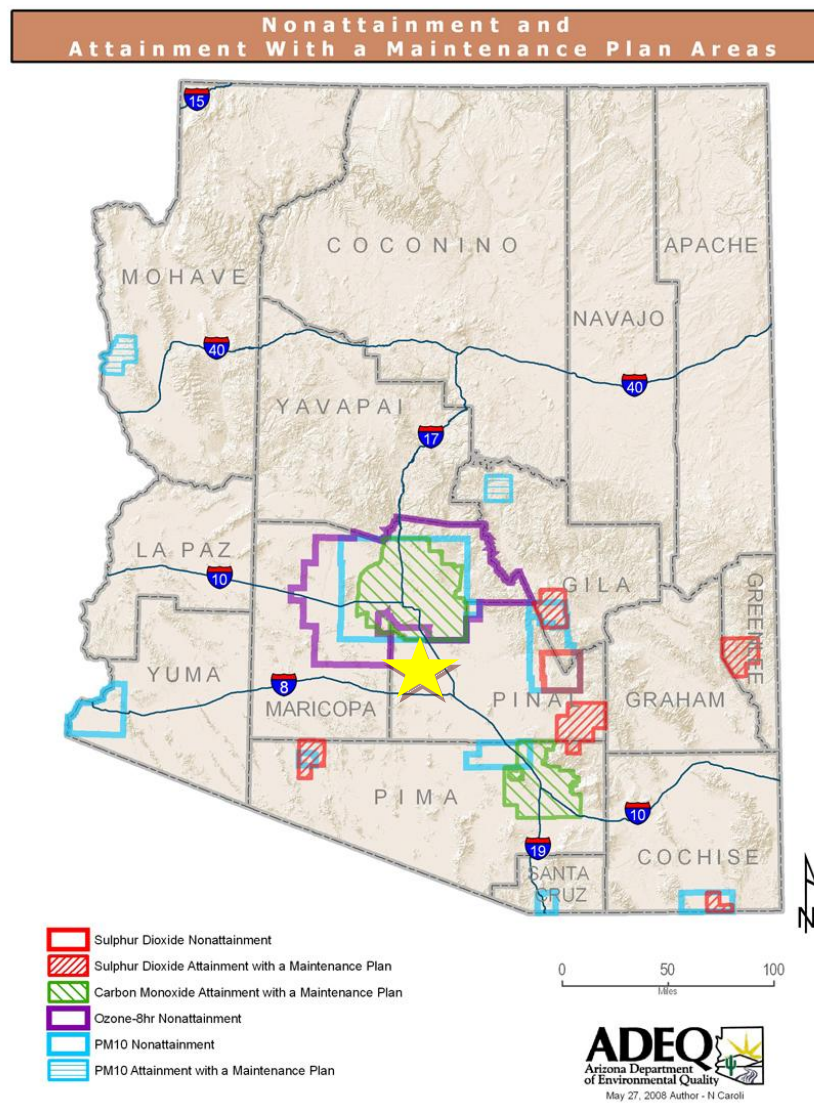 Nonattainment and
Attainment With a Maintenance Plan Areas
15
COCONINO
APACHE
MOHAVE
NAVAJO
40
40
YAVAPAI
17
LA PAZ
10
GILA
GREENLEE
YUMA
8
MARICOPA
PINAL
GRAHAM
PIMA
10
19
COCHISE
SANTA
CRUZ
N
Sulphur Dioxide Nonattainment
Sulphur Dioxide Attainment with a Maintenance Plan
Carbon Monoxide Attainment with a Maintenance Plan
Ozone-8hr Nonattainment
PM10 Nonattainment
PM10 Attainment with a Maintenance Plan
0 50 100
Miles
ADEQ
Arizona Department
of Environmental Quality
May 27, 2008 Author - N Caroli